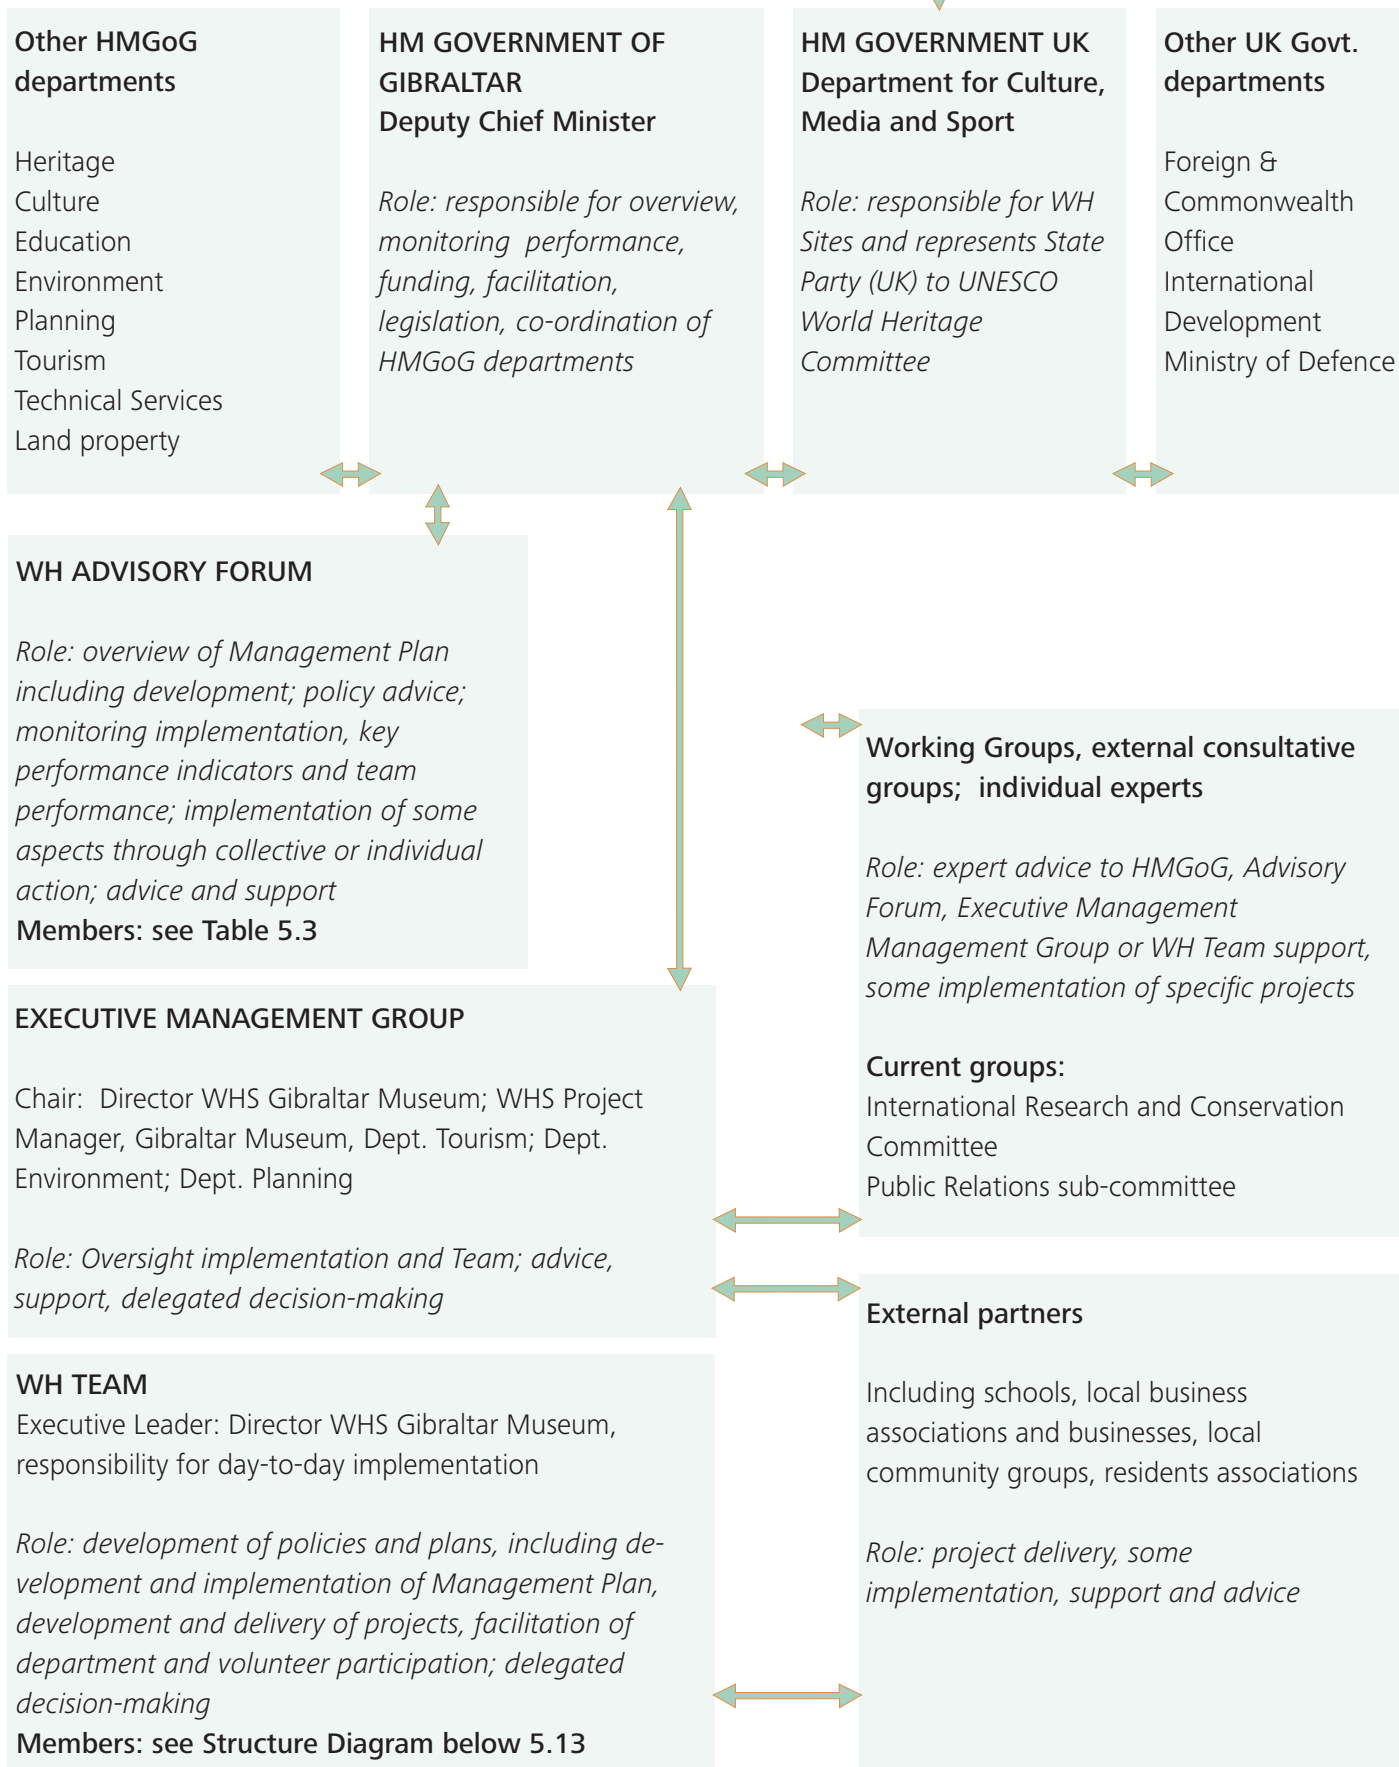 Other HMGoG
departments
Heritage
Culture
Education
Environment
Planning
Tourism
Technical Services
Land property
HM GOVERNMENT OF
GIBRALTAR
Deputy Chief Minister
Role: responsible for overview,
monitoring performance,
funding, facilitation,
legislation, co-ordination of
HMGoG departments
HM GOVERNMENT UK
Department for Culture,
Media and Sport
Role: responsible for WH
Sites and represents State
Party (UK) to UNESCO
World Heritage
Committee
Other UK Govt.
departments
Foreign &
Commonwealth
Office
International
Development
Ministry of Defence
WH ADVISORY FORUM
Role: overview of Management Plan
including development; policy advice;
monitoring implementation, key
performance indicators and team
performance; implementation of some
aspects through collective or individual
action; advice and support
Members: see Table 5.3
Working Groups, external consultative
groups; individual experts
Role: expert advice to HMGoG, Advisory
Forum, Executive Management
Management Group or WH Team support,
some implementation of specific projects
Current groups:
International Research and Conservation
Committee
Public Relations sub-committee
EXECUTIVE MANAGEMENT GROUP
Chair: Director WHS Gibraltar Museum; WHS Project
Manager, Gibraltar Museum, Dept. Tourism; Dept.
Environment; Dept. Planning
Role: Oversight implementation and Team; advice,
support, delegated decision-making
External partners
Including schools, local business
associations and businesses, local
community groups, residents associations
Role: project delivery, some
implementation, support and advice
WH TEAM
Executive Leader: Director WHS Gibraltar Museum,
responsibility for day-to-day implementation
Role: development of policies and plans, including de-
velopment and implementation of Management Plan,
development and delivery of projects, facilitation of
department and volunteer participation; delegated
decision-making
Members: see Structure Diagram below 5.13